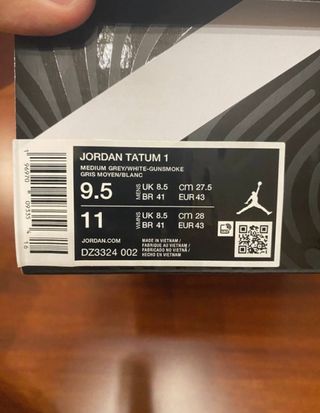 JORDAN TATUM 1
MEDIUM GREY/WHITE-GUNSMOKE
GRIS MOYEN/BLANC
9.5 MENS UK 8.5 CM 27.5
BR 41 EUR 43
11 WMNS UK 8.5 CM 28
BR 41 EUR 43
JORDAN.COM
DZ3324 002
MADE IN VIETNAM /
FABRIQUE AU VIETNAM /
FABRICADO NO VIETNÃ /
HECHO EN VIETNAM